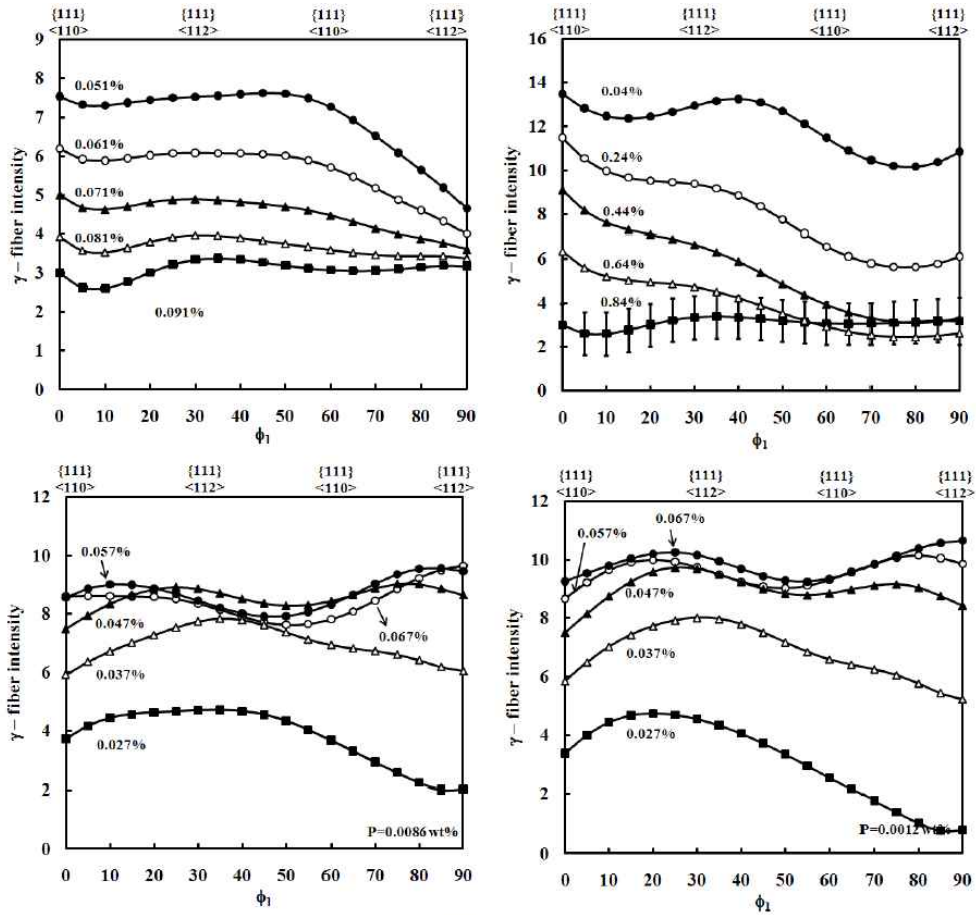 {111} {111} {111} {111}
<110> <112> <110> <112>
9
8
7
6
5
4
3
2
1
0
γ – fiber intensity
0.051%
0.061%
0.071%
0.081%
0.091%
0 10 20 30 40 50 60 70 80 90
ϕ1
{111} {111} {111} {111}
<110> <112> <110> <112>
16
14
12
10
8
6
4
2
0
γ – fiber intensity
0.04%
0.24%
0.44%
0.64%
0.84%
0 10 20 30 40 50 60 70 80 90
ϕ1
{111} {111} {111} {111}
<110> <112> <110> <112>
12
10
8
6
4
2
0
γ – fiber intensity
0.057%
0.047%
0.067%
0.037%
0.027%
P=0.0086 wt%
0 10 20 30 40 50 60 70 80 90
ϕ1
{111} {111} {111} {111}
<110> <112> <110> <112>
12
10
8
6
4
2
0
γ – fiber intensity
0.067%
0.057%
0.047%
0.037%
0.027%
P=0.0012 wt%
0 10 20 30 40 50 60 70 80 90
ϕ1